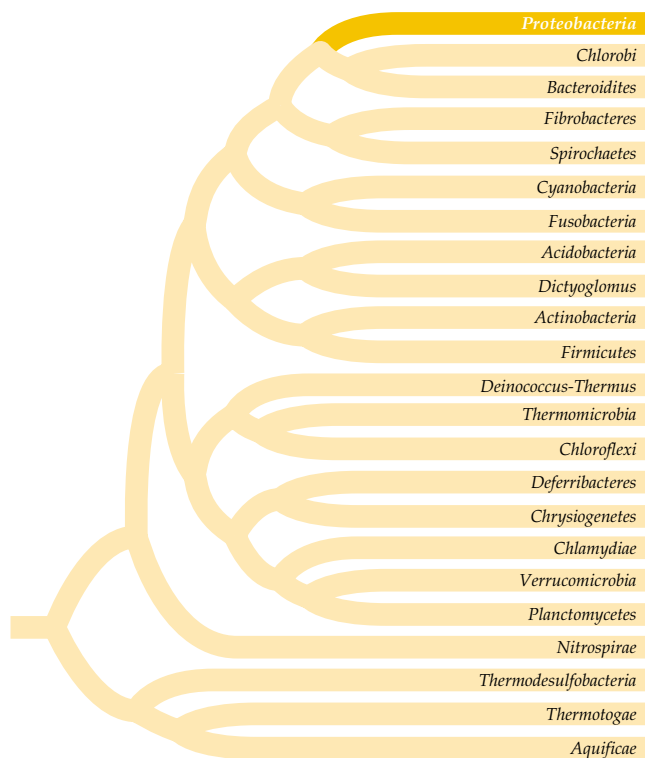 Proteobacteria
Chlorobi
Bacteroidites
Fibrobacteres
Spirochaetes
Cyanobacteria
Fusobacteria
Acidobacteria
Dictyoglomus
Actinobacteria
Firmicutes
Deinococcus-Thermus
Thermomicrobia
Chloroflexi
Deferribacteres
Chrysiogenetes
Chlamydiae
Verrucomicrobia
Planctomycetes
Nitrospirae
Thermodesulfobacteria
Thermotogae
Aquificae